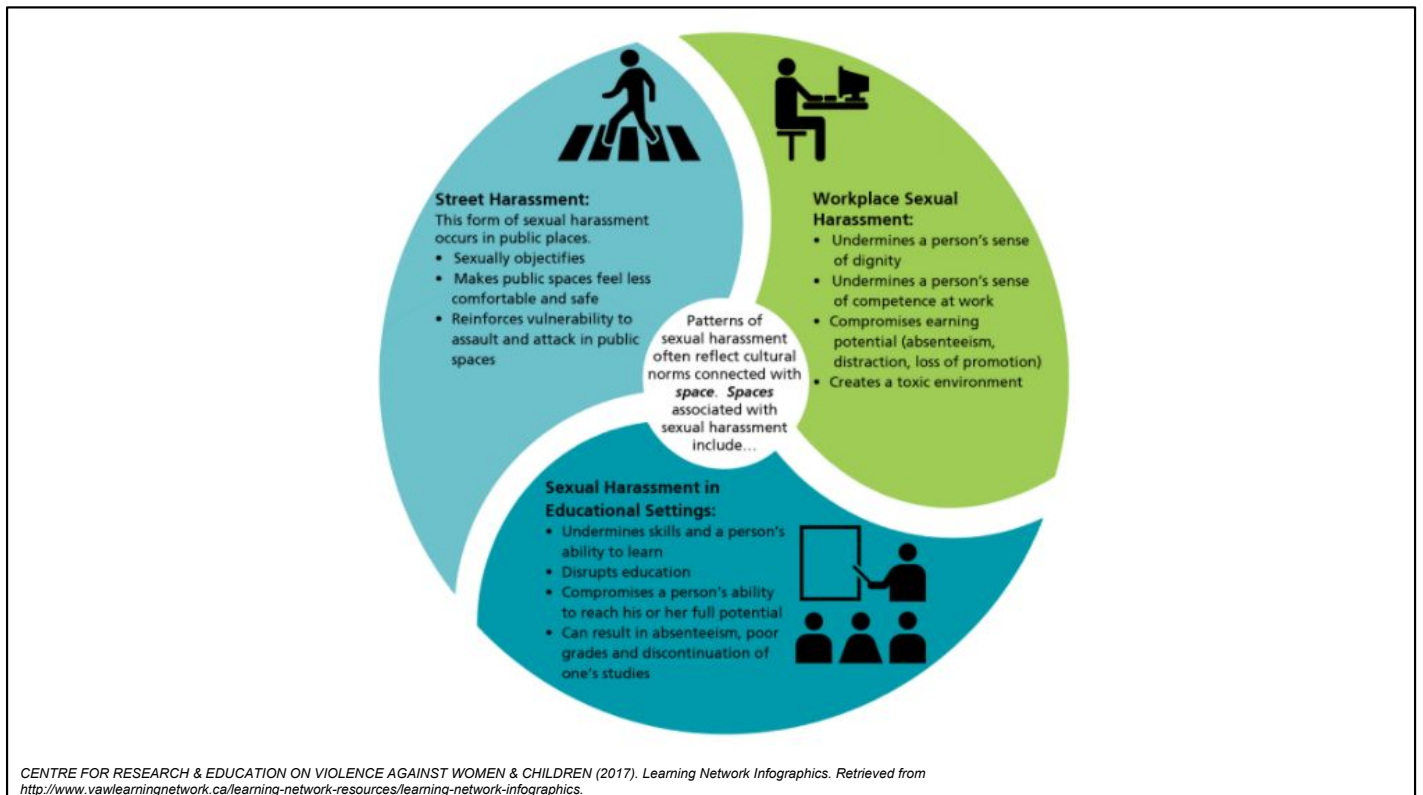 Street Harassment:
This form of sexual harassment
occurs in public places.
• Sexually objectifies
• Makes public spaces feel less
comfortable and safe
• Reinforces vulnerability to
assault and attack in public
spaces
Workplace Sexual
Harassment:
• Undermines a person's sense
of dignity
• Undermines a person's sense
of competence at work
• Compromises earning
potential (absenteeism,
distraction, loss of promotion)
• Creates a toxic environment
Patterns of
sexual harassment
often reflect cultural
norms connected with
space. Spaces
associated with
sexual harassment
include...
Sexual Harassment in
Educational Settings:
• Undermines skills and a person's
ability to learn
• Disrupts education
• Compromises a person's ability
to reach his or her full potential
• Can result in absenteeism, poor
grades and discontinuation of
one's studies
CENTRE FOR RESEARCH & EDUCATION ON VIOLENCE AGAINST WOMEN & CHILDREN (2017). Learning Network Infographics. Retrieved from
http://www.vawlearningnetwork.ca/learning-network-resources/learning-network-infographics.